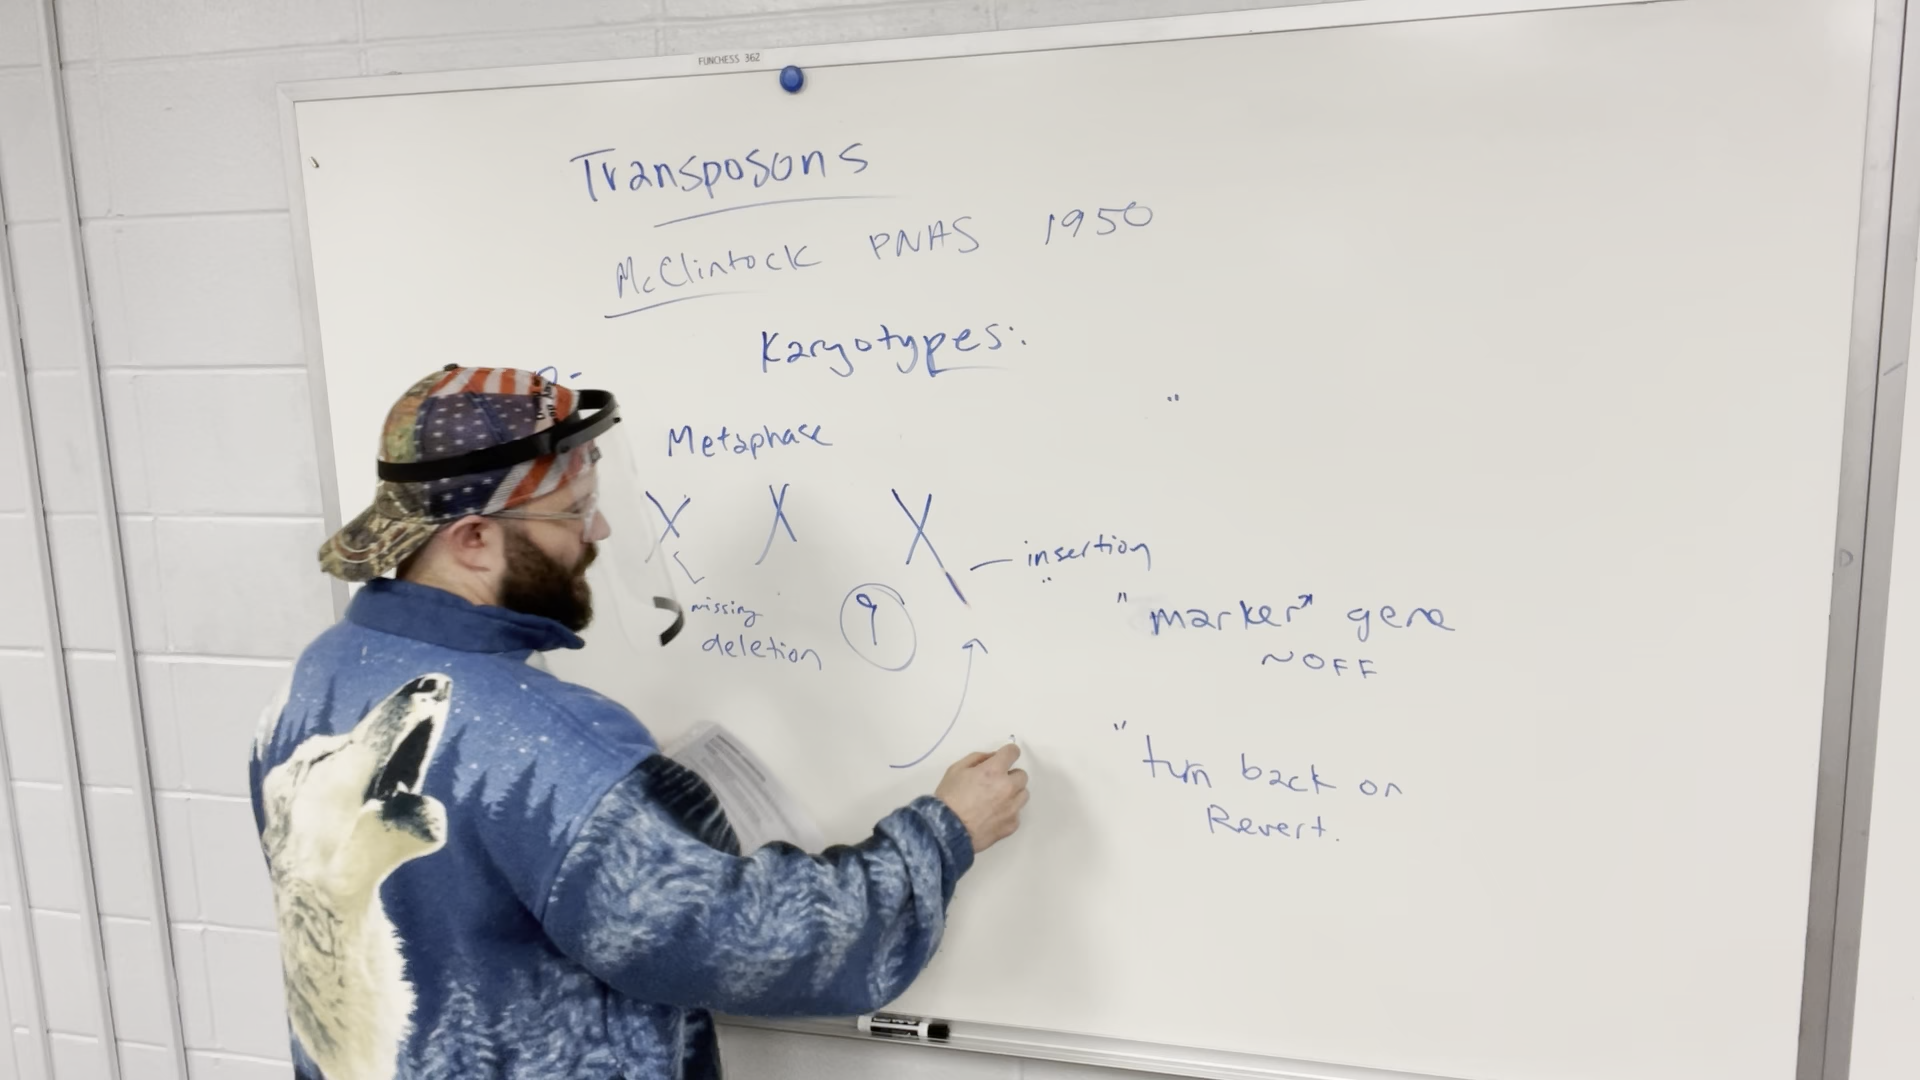 FUNCHESS 362
Transposons
McClintock PNAS 1950
Karyotypes:
Metaphase
insertion
missing
deletion
9
"marker" gene
~OFF
"turn back on
Revert.